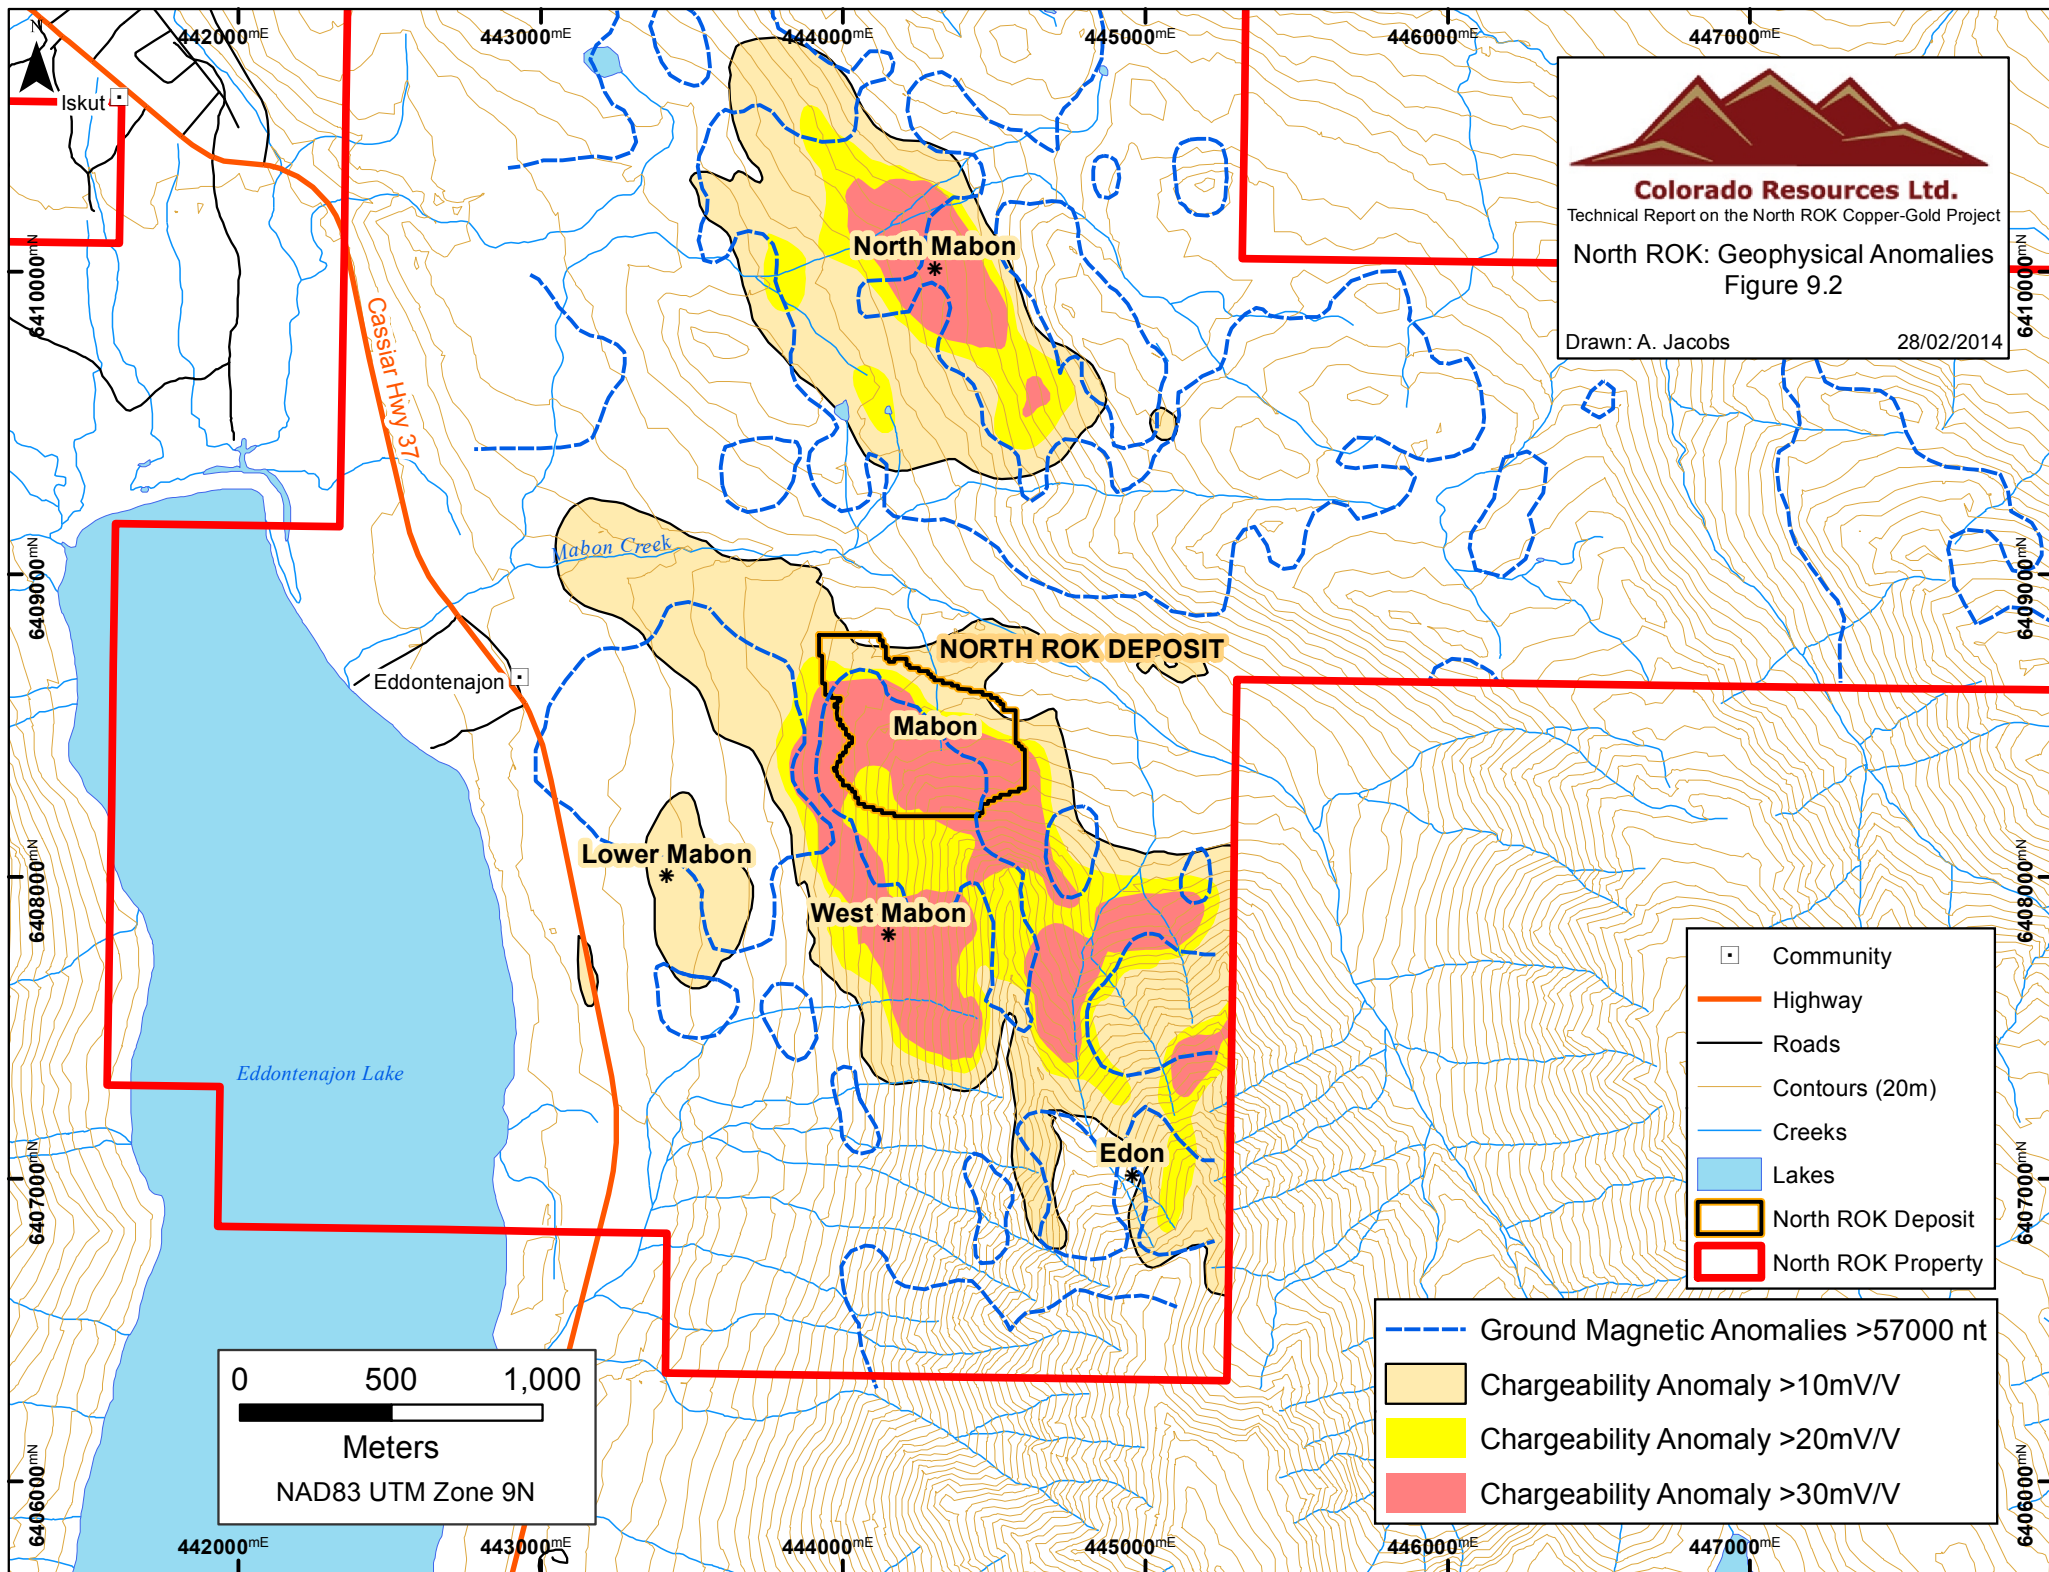 442000mE
443000mE
444000mE
445000mE
446000mE
447000mE
N
Iskut
Colorado Resources Ltd.
Technical Report on the North ROK Copper-Gold Project
North ROK: Geophysical Anomalies
Figure 9.2
Drawn: A. Jacobs
28/02/2014
6410000mN
6410000mN
North Mabon
Cassiar Hwy 37
Mabon Creek
6409000mN
6409000mN
NORTH ROK DEPOSIT
Eddontenajon
Mabon
Lower Mabon
6408000mN
6408000mN
West Mabon
Eddontenajon Lake
Edon
6407000mN
6407000mN
Community
Highway
Roads
Contours (20m)
Creeks
Lakes
North ROK Deposit
North ROK Property
Ground Magnetic Anomalies >57000 nt
Chargeability Anomaly >10mV/V
Chargeability Anomaly >20mV/V
Chargeability Anomaly >30mV/V
0 500 1,000
Meters
NAD83 UTM Zone 9N
6406000mN
6406000mN
442000mE
443000mE
444000mE
445000mE
446000mE
447000mE